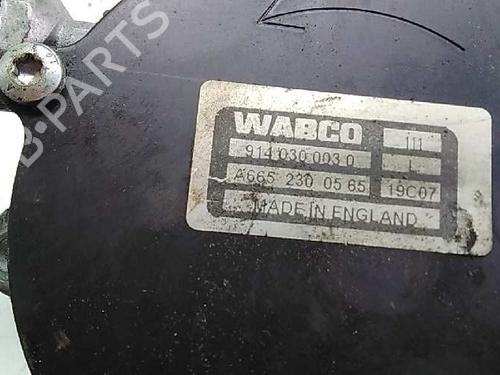 WABCO
914 030 003 0
A665 230 05 65 19C07
MADE IN ENGLAND
B-PARTS